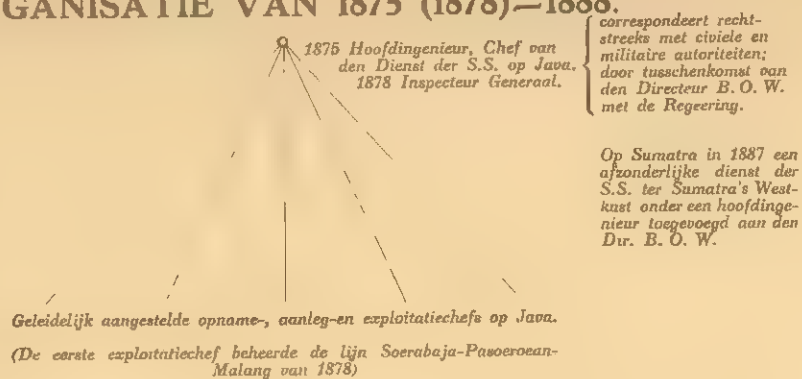 GANISATIE VAN 1875 (1878)—1888.
1875 Hoofdingenieur, Chef van
den Dienst der S.S. op Java.
1878 Inspecteur Generaal.
correspondeert recht-
streeks met civiele en
militaire autoriteiten;
door tusschenkomst van
den Directeur B. O. W.
met de Regeering.
Op Sumatra in 1887 een
afzonderlijke dienst der
S.S. ter Sumatra's West-
kust onder een hoofdinge-
nieur toegevoegd aan den
Dir. B. O. W.
Geleidelijk aangestelde opname-, aanleg-en exploitatiechefs op Java.
(De eerste exploitatiechef beheerde de lijn Soerabaja-Pasoeroean-
Malang van 1878)